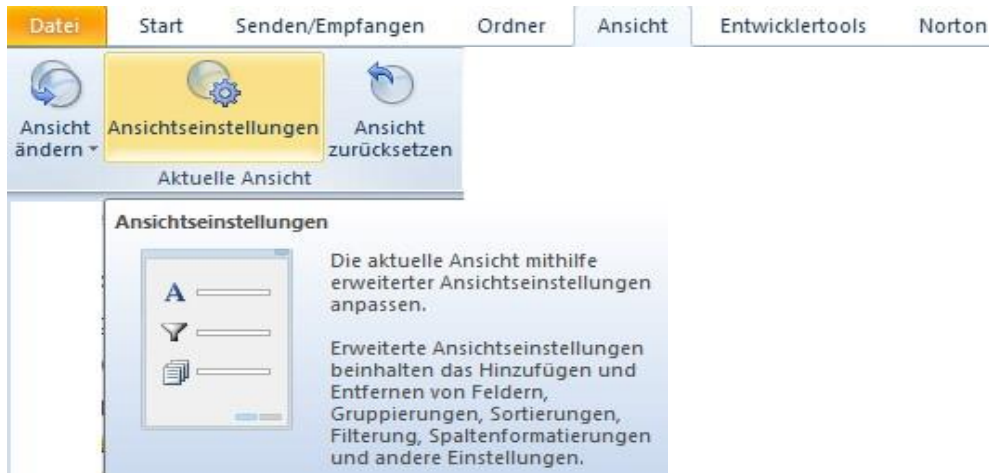 Datei Start Senden/Empfangen Ordner Ansicht Entwicklertools Norton
Ansicht ändern
Ansichtseinstellungen
Ansicht zurücksetzen
Aktuelle Ansicht
Ansichtseinstellungen
Die aktuelle Ansicht mithilfe
erweiterter Ansichtseinstellungen
anpassen.
Erweiterte Ansichtseinstellungen
beinhalten das Hinzufügen und
Entfernen von Feldern,
Gruppierungen, Sortierungen,
Filterung, Spaltenformatierungen
und andere Einstellungen.
A